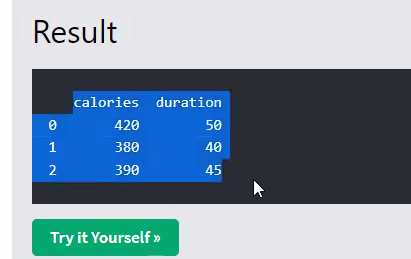 Result
calories duration
0 420 50
1 380 40
2 390 45
Try it Yourself »